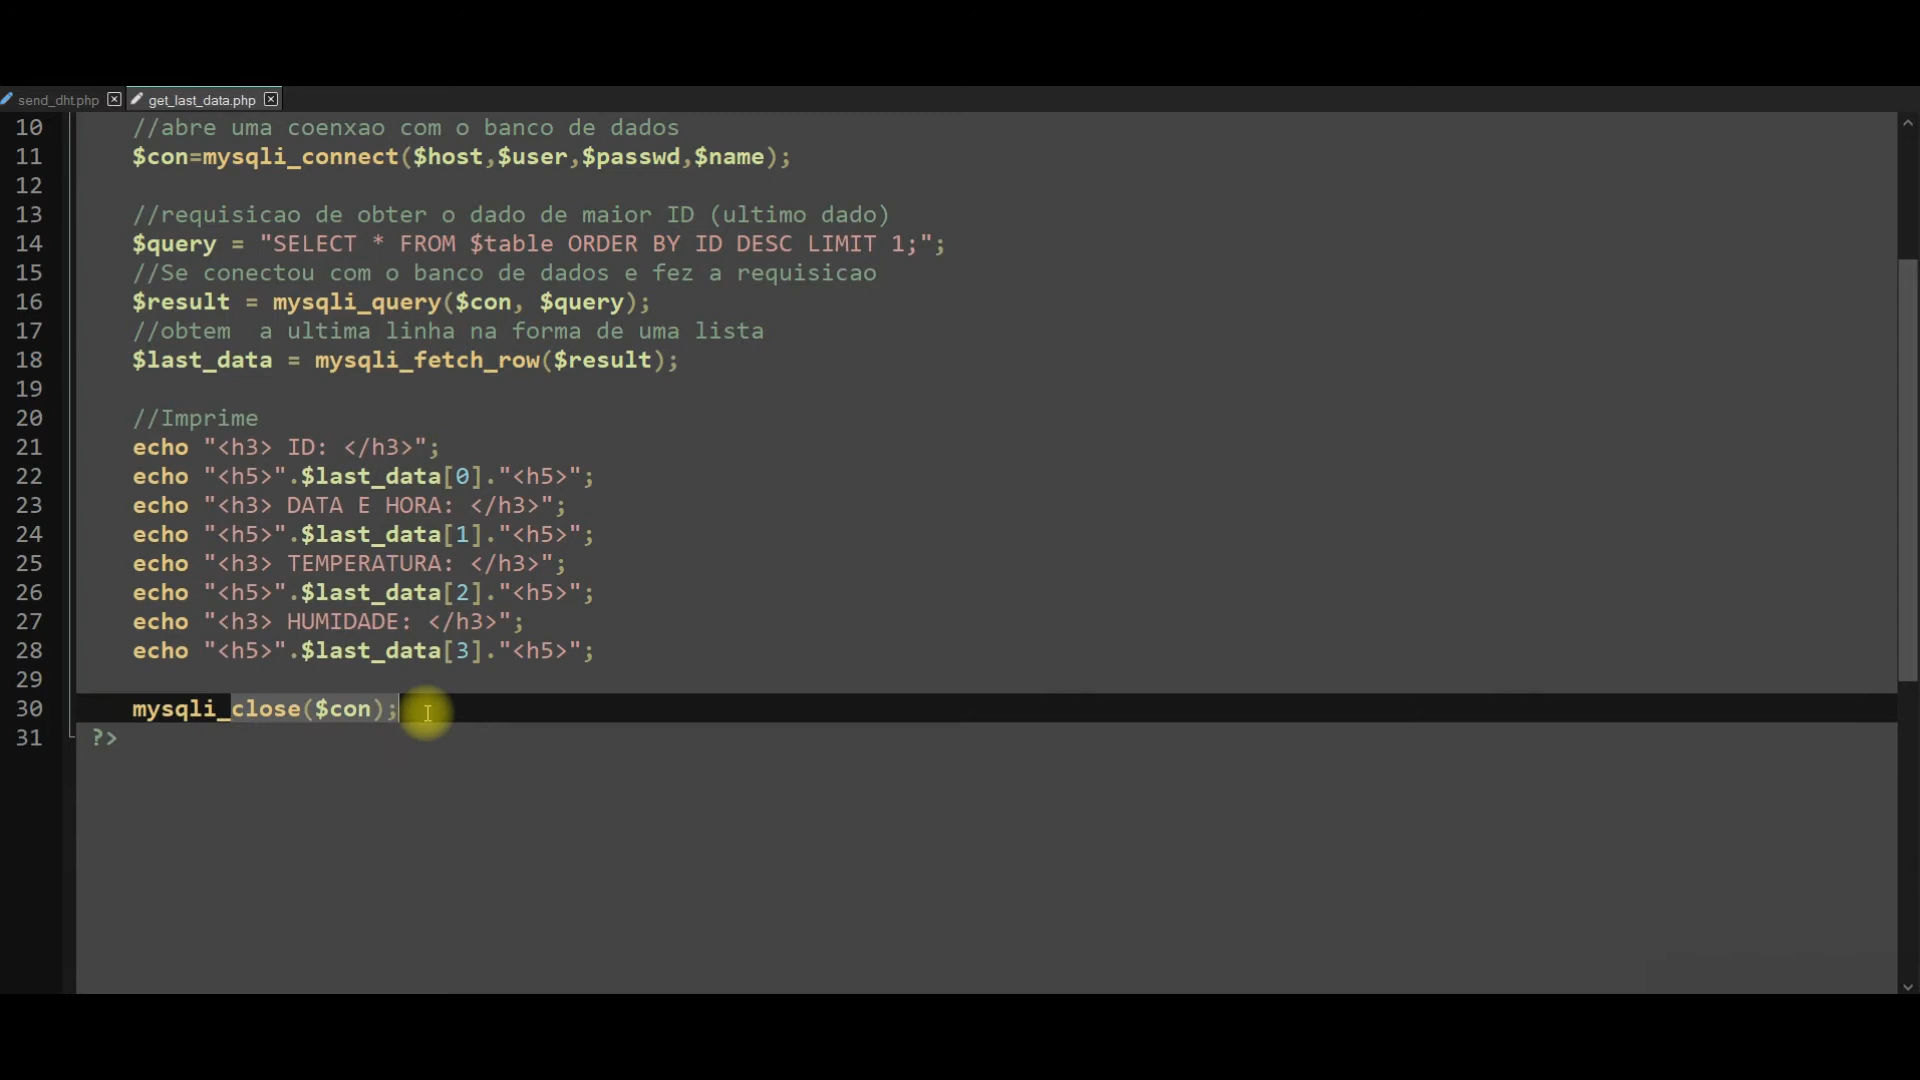 send_dht.php get_last_data.php
10 //abre uma coenxao com o banco de dados
11 $con=mysqli_connect($host,$user,$passwd,$name);
12
13 //requisicao de obter o dado de maior ID (ultimo dado)
14 $query = "SELECT * FROM $table ORDER BY ID DESC LIMIT 1;";
15 //Se conectou com o banco de dados e fez a requisicao
16 $result = mysqli_query($con, $query);
17 //obtem  a ultima linha na forma de uma lista
18 $last_data = mysqli_fetch_row($result);
19
20 //Imprime
21 echo "<h3> ID: </h3>";
22 echo "<h5>".$last_data[0]."<h5>";
23 echo "<h3> DATA E HORA: </h3>";
24 echo "<h5>".$last_data[1]."<h5>";
25 echo "<h3> TEMPERATURA: </h3>";
26 echo "<h5>".$last_data[2]."<h5>";
27 echo "<h3> HUMIDADE: </h3>";
28 echo "<h5>".$last_data[3]."<h5>";
29
30 mysqli_close($con);
31 ?>